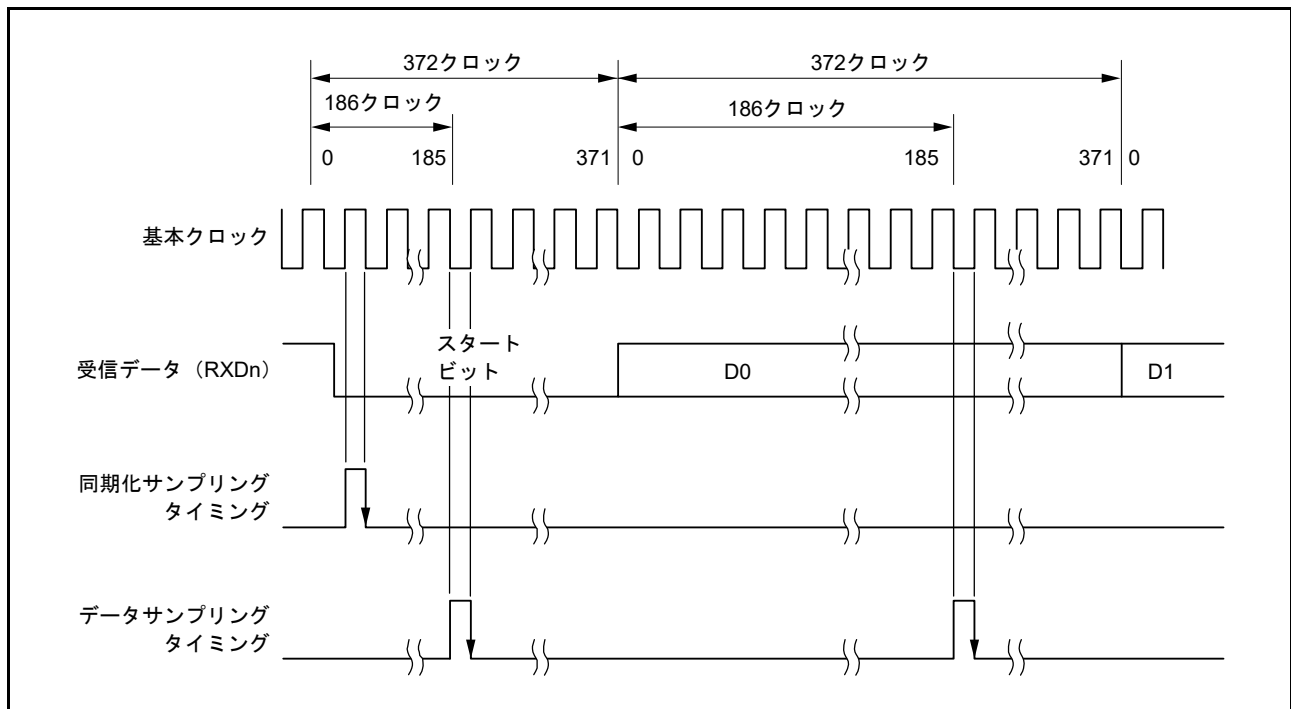 372クロック
372クロック
186クロック
186クロック
0
185
371
0
185
371
0
基本クロック
受信データ（RXDn）
スタート
ビット
D0
D1
同期化サンプリング
タイミング
データサンプリング
タイミング